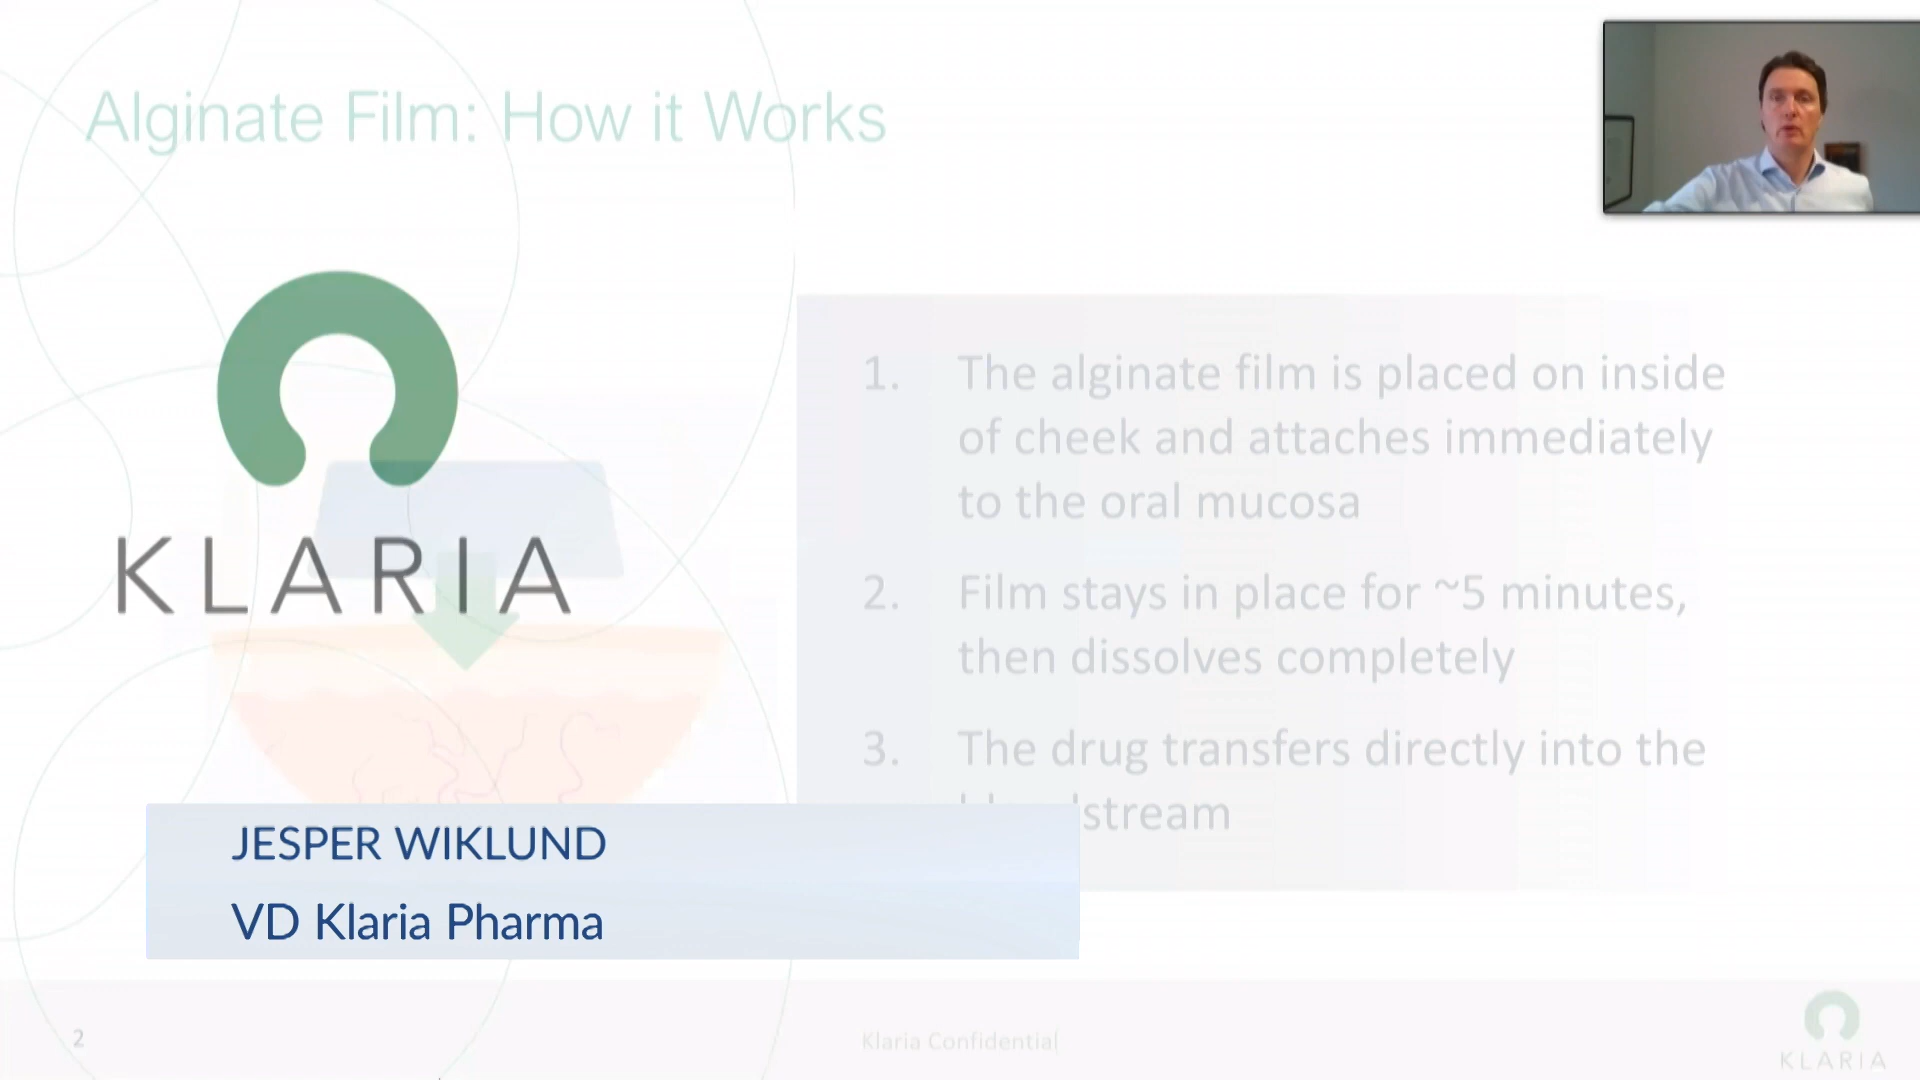 Alginate Film: How it Works
KLARIA
1. The alginate film is placed on inside
of cheek and attaches immediately
to the oral mucosa
2. Film stays in place for ~5 minutes,
then dissolves completely
3. The drug transfers directly into the
stream
JESPER WIKLUND
VD Klaria Pharma
2
Klaria Confidential
KLARIA